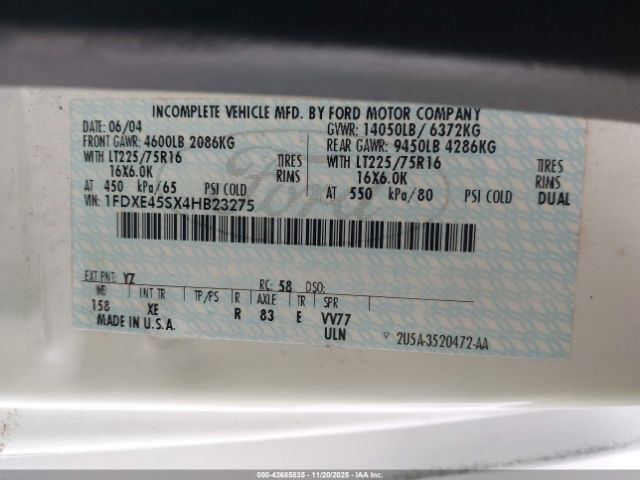 INCOMPLETE VEHICLE MFD. BY FORD MOTOR COMPANY
DATE: 06/04 GVWR: 14050LB/ 6372KG
FRONT GAWR: 4600LB 2086KG REAR GAWR: 9450LB 4286KG
WITH LT225/75R16 TIRES WITH LT225/75R16 TIRES
16X6.0K RIMS 16X6.0K RIMS
AT 450 kPa/65 PSI COLD AT 550 kPa/80 PSI COLD DUAL
VIN: 1FDXE45SX4HB23275
Ford
EXT PNT: YZ RC: 58 DSO:
WB INT TR TP/PS R AXLE TR SPR
158 XE R 83 E VV77
MADE IN U.S.A. ULN
2U5A-3520472-AA
000-43685835 - 11/20/2025 - IAA Inc.